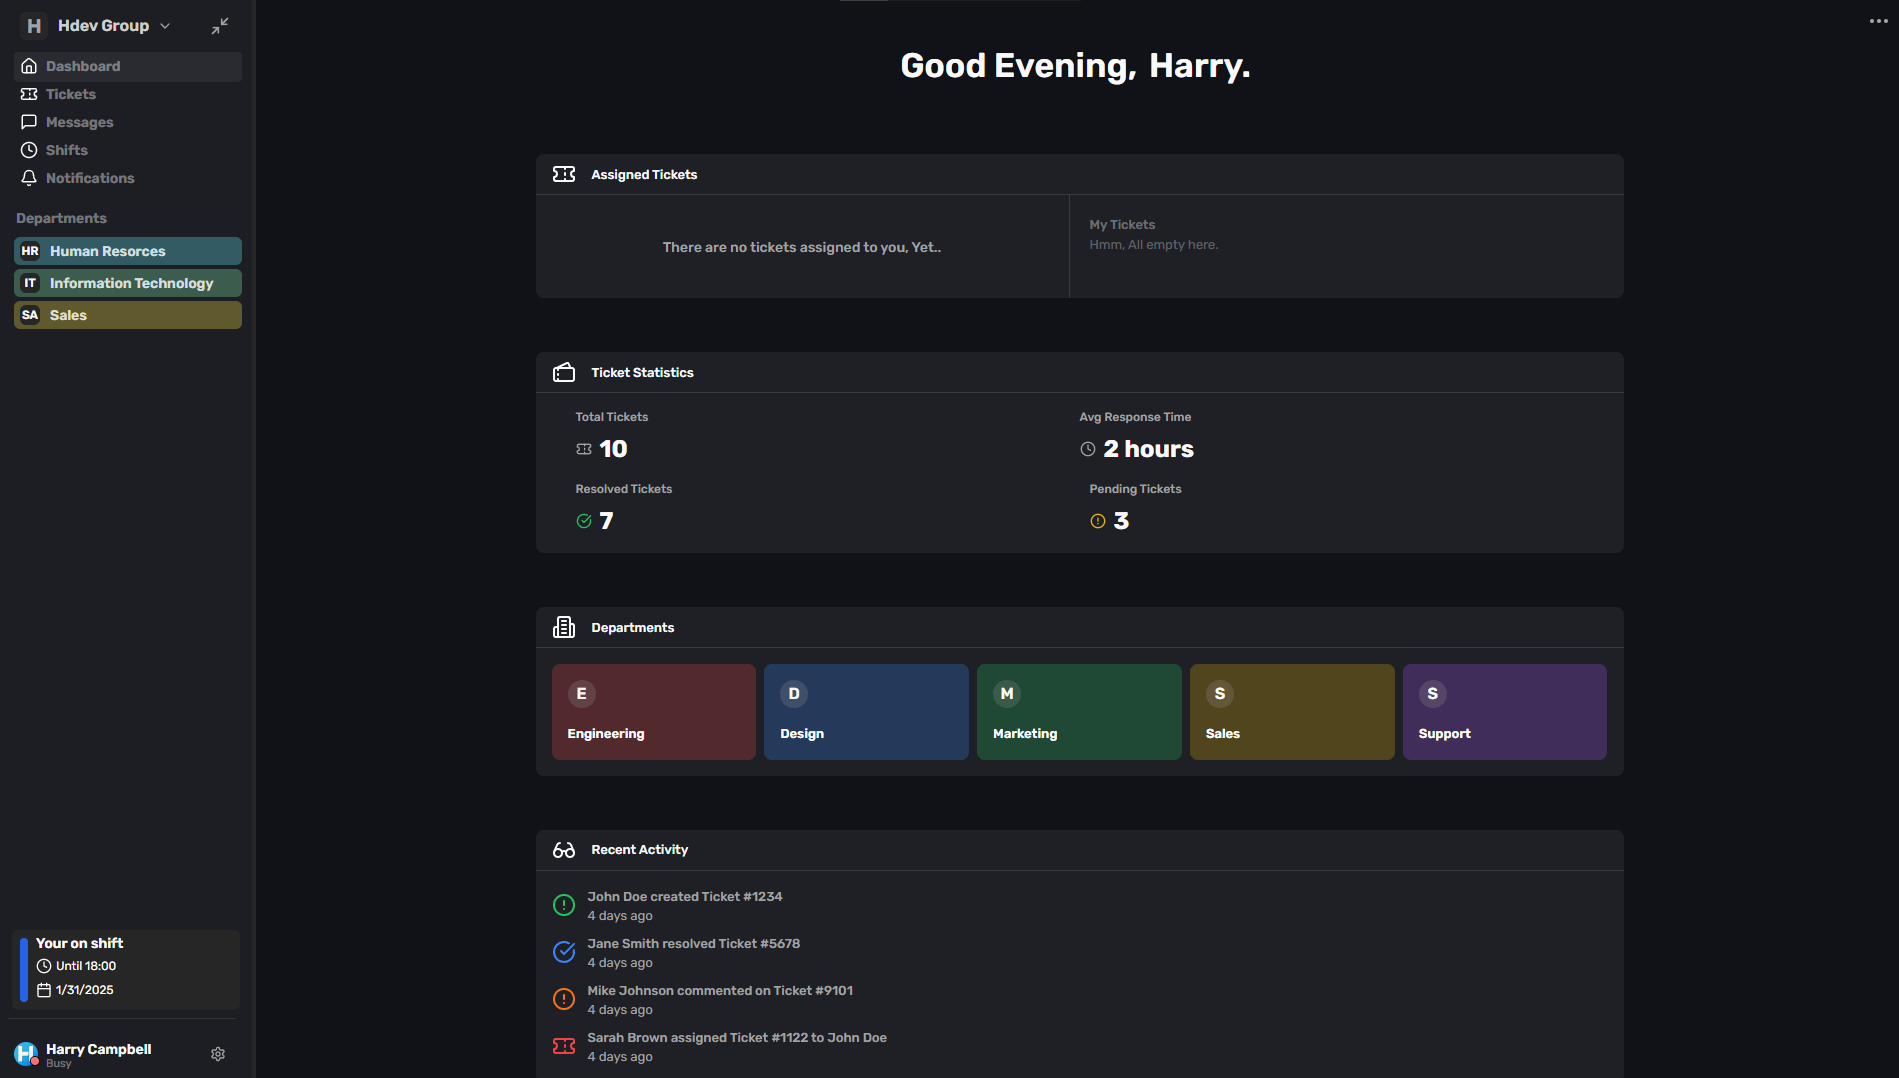 H Hdev Group
Dashboard
Tickets
Messages
Shifts
Notifications
Departments
HR Human Resorces
IT Information Technology
SA Sales
Your on shift
Until 18:00
1/31/2025
H Harry Campbell
Busy
Good Evening, Harry.
Assigned Tickets
There are no tickets assigned to you, Yet..
My Tickets
Hmm, All empty here.
Ticket Statistics
Total Tickets
10
Avg Response Time
2 hours
Resolved Tickets
7
Pending Tickets
3
Departments
E
Engineering
D
Design
M
Marketing
S
Sales
S
Support
Recent Activity
John Doe created Ticket #1234
4 days ago
Jane Smith resolved Ticket #5678
4 days ago
Mike Johnson commented on Ticket #9101
4 days ago
Sarah Brown assigned Ticket #1122 to John Doe
4 days ago